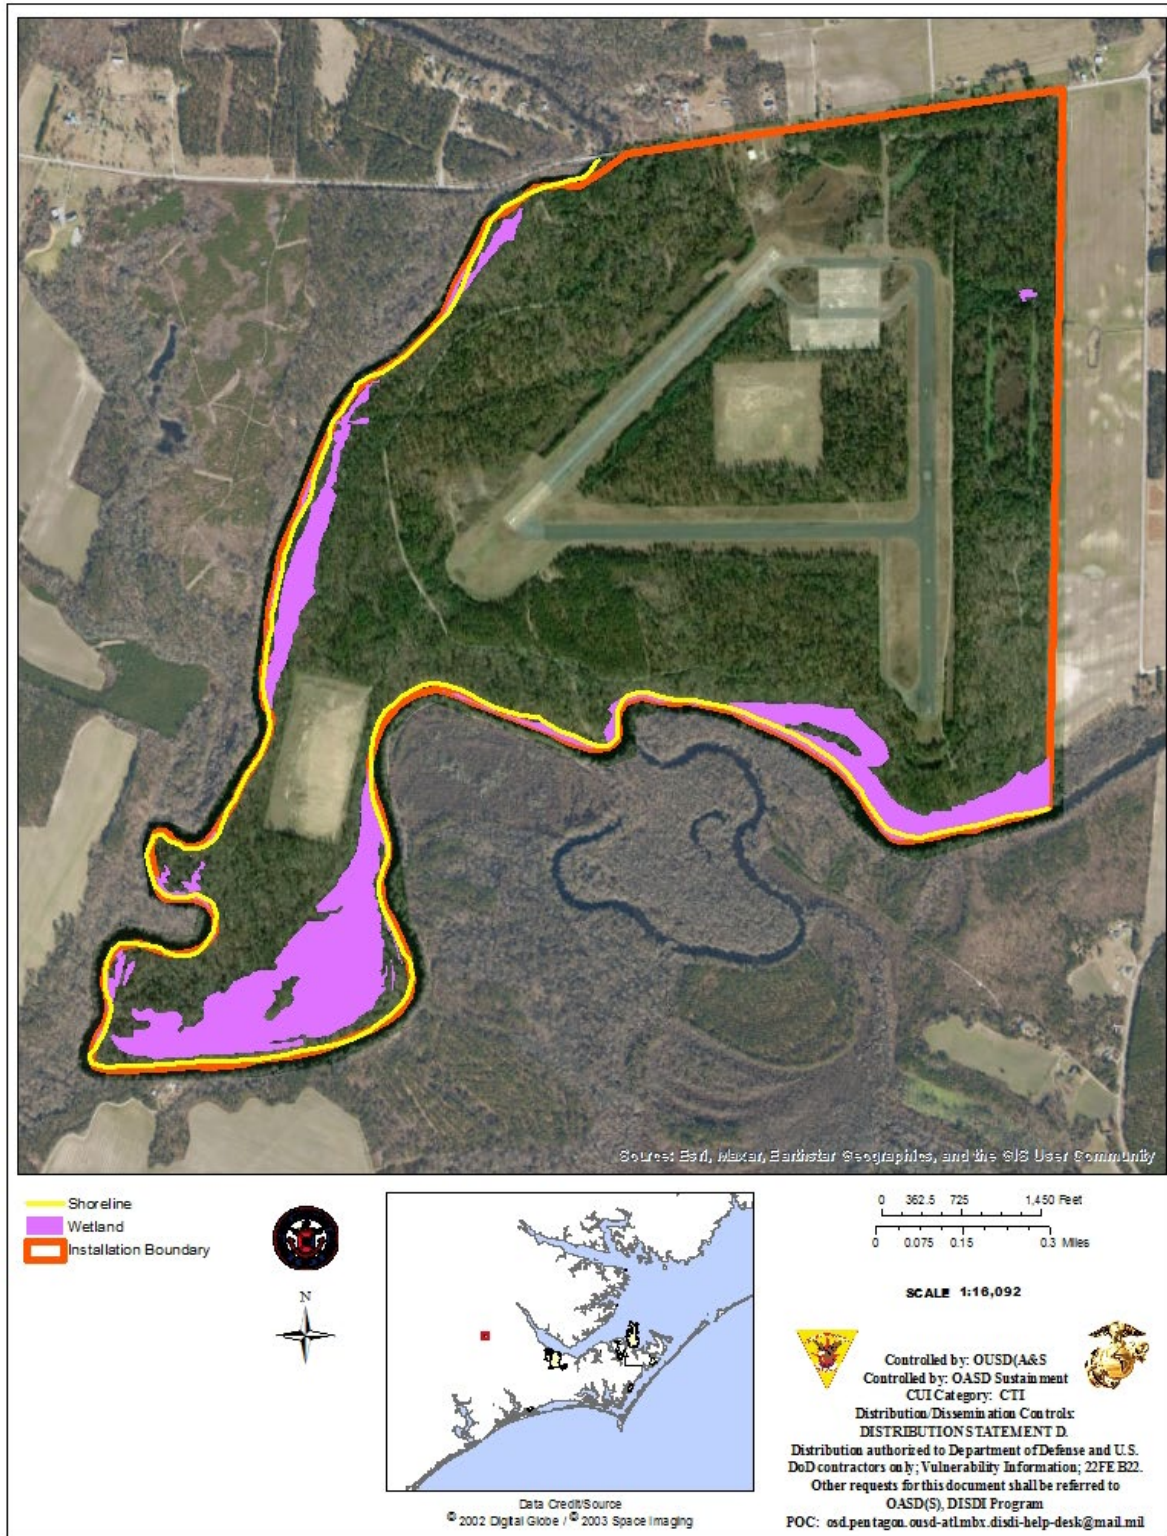 Source: Esri, Maxar, Earthstar Geographics, and the GIS User Community
Shoreline
Wetland
Installation Boundary
N
0 362.5 725 1,450 Feet
0 0.075 0.15 0.3 Miles
SCALE 1:16,092
Controlled by: OUSD(A&S
Controlled by: OASD Sustainment
CUI Category: CTI
Distribution/Dissemination Controls:
DISTRIBUTION STATEMENT D.
Distribution authorized to Department of Defense and U.S.
DoD contractors only; Vulnerability Information; 22FEB22.
Other requests for this document shall be referred to
OASD(S), DISDI Program
POC: osd.pentagon.ousd-atl.mbx.disdi-help-desk@mail.mil
Data Credit/Source
© 2002 Digital Globe / © 2003 Space Imaging